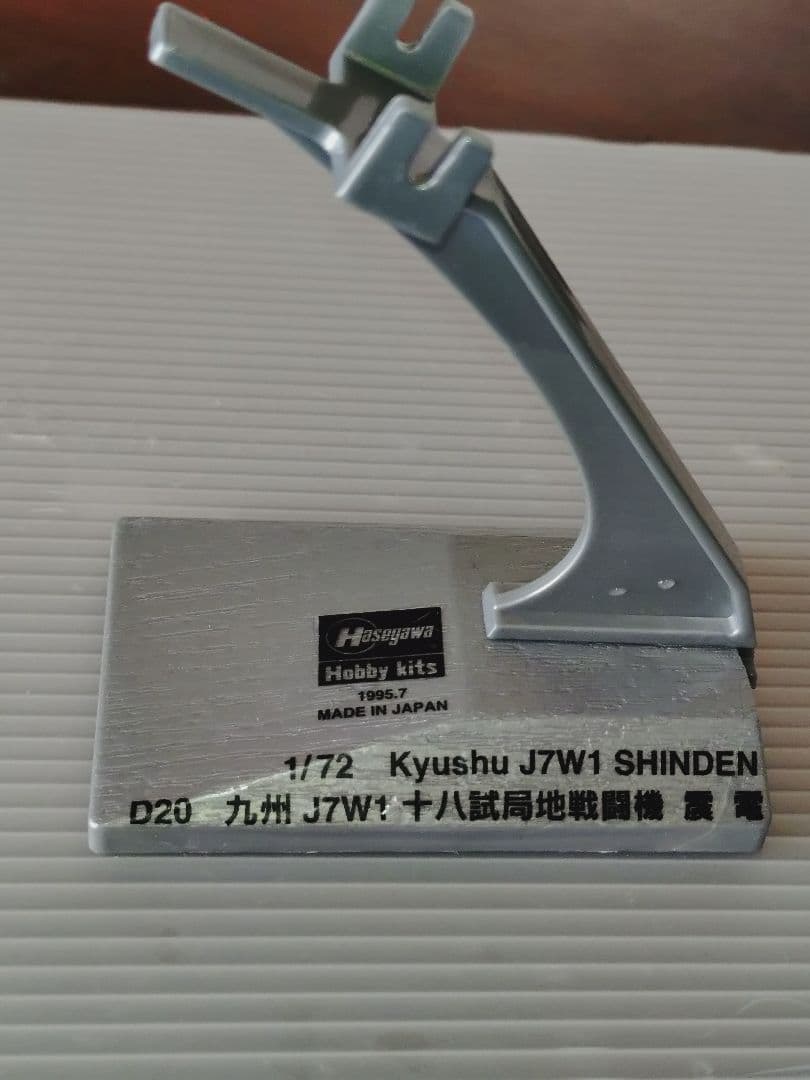 Hasegawa
Hobby kits
1995.7
MADE IN JAPAN
1/72 Kyushu J7W1 SHINDEN
D20 九州 J7W1 十八試局地戦闘機 震電